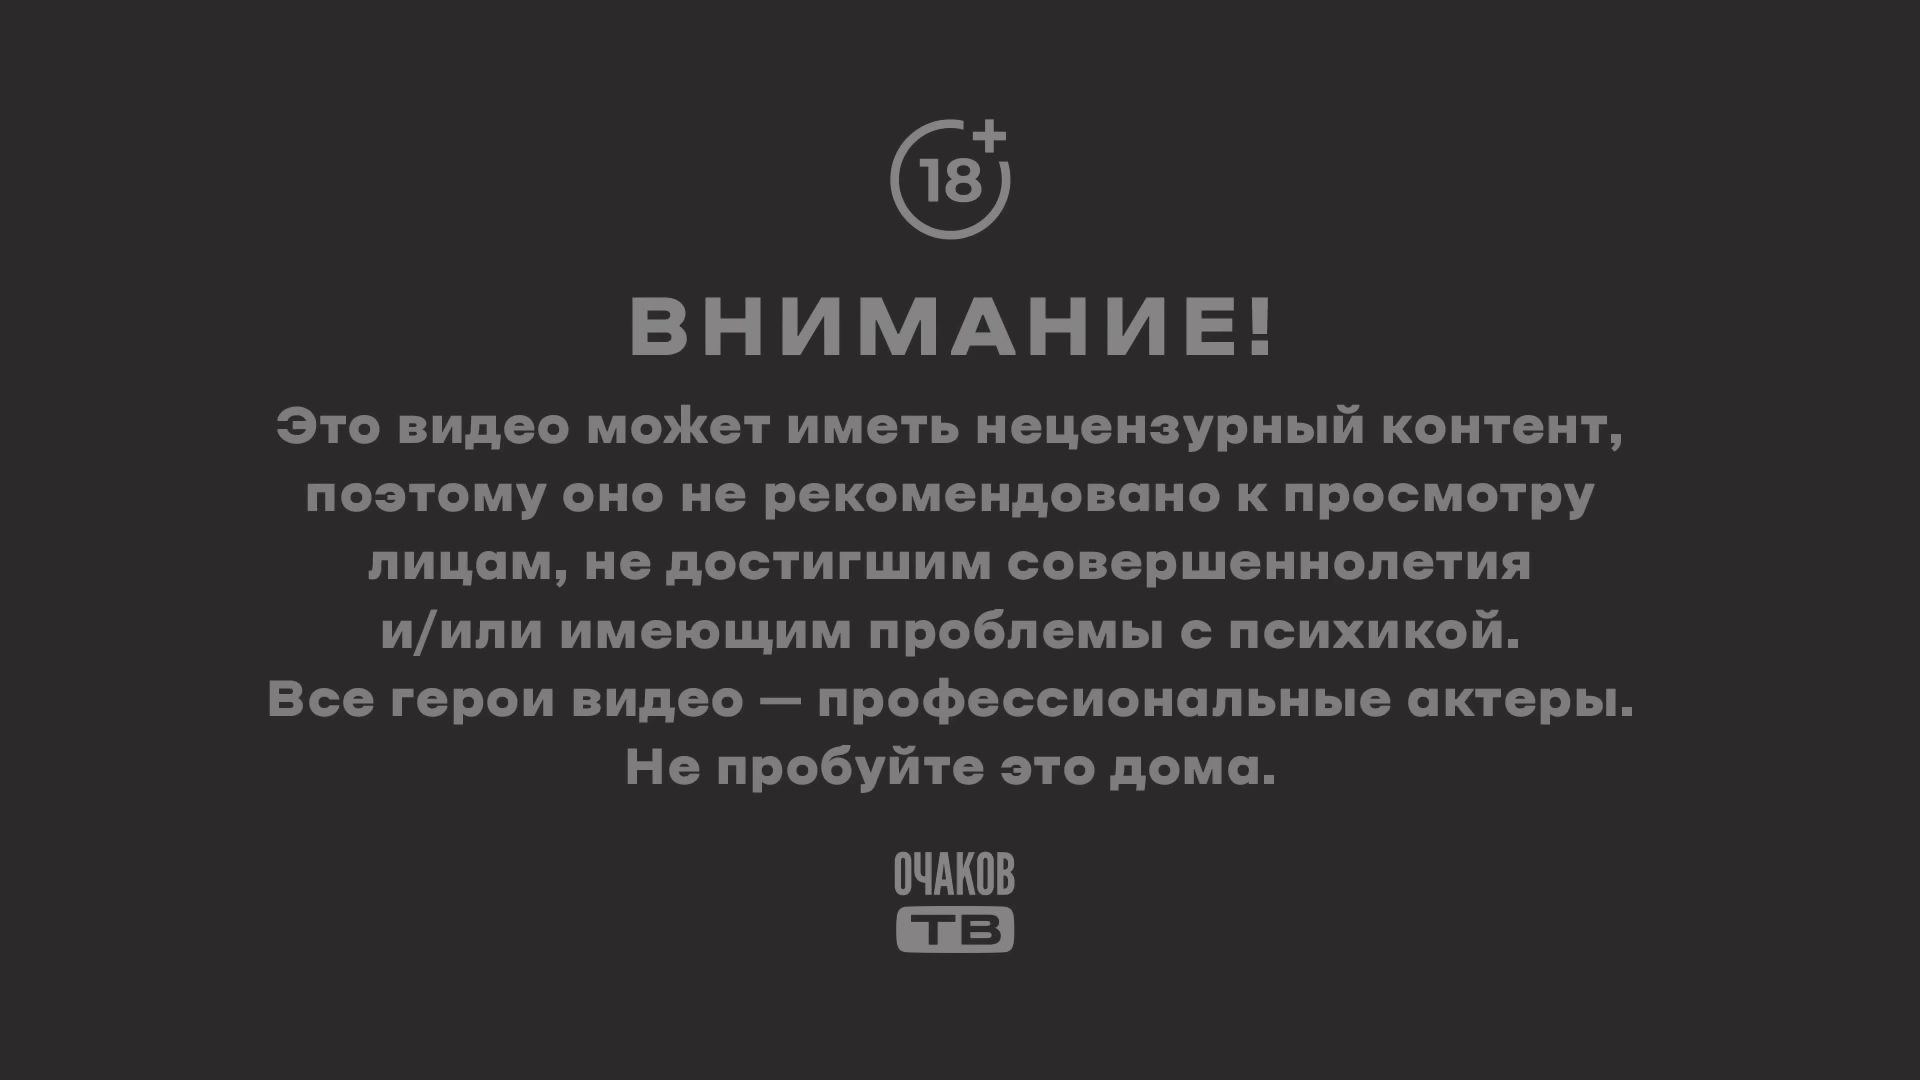 18+
ВНИМАНИЕ!
Это видео может иметь нецензурный контент,
поэтому оно не рекомендовано к просмотру
лицам, не достигшим совершеннолетия
и/или имеющим проблемы с психикой.
Все герои видео — профессиональные актеры.
Не пробуйте это дома.
ОЧАКОВ
ТВ